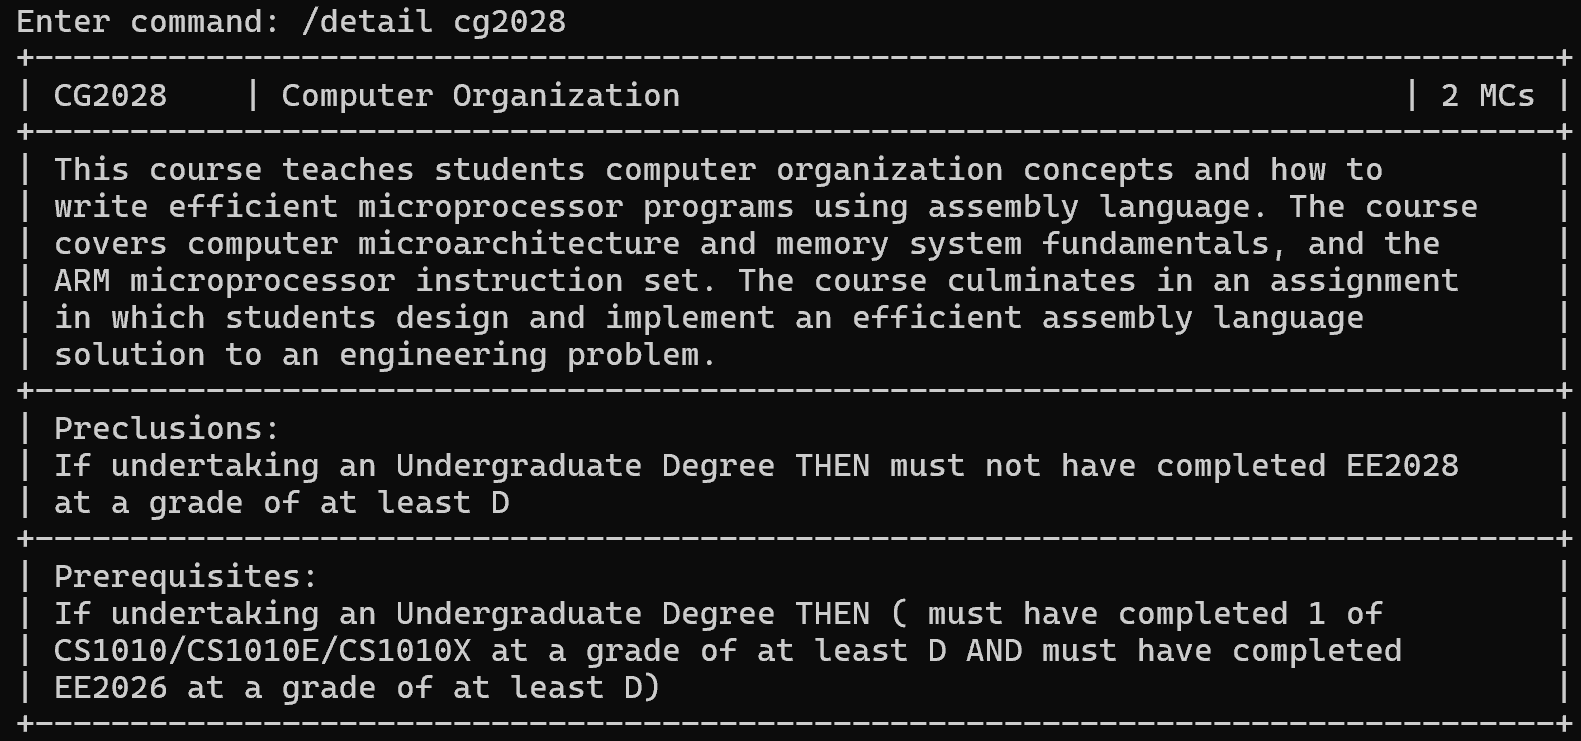 Enter command: /detail cg2028
+--------------------------------------------------------------------------------+
| CG2028    | Computer Organization                                      | 2 MCs |
+--------------------------------------------------------------------------------+
| This course teaches students computer organization concepts and how to         |
| write efficient microprocessor programs using assembly language. The course    |
| covers computer microarchitecture and memory system fundamentals, and the      |
| ARM microprocessor instruction set. The course culminates in an assignment     |
| in which students design and implement an efficient assembly language          |
| solution to an engineering problem.                                            |
+--------------------------------------------------------------------------------+
| Preclusions:                                                                   |
| If undertaking an Undergraduate Degree THEN must not have completed EE2028     |
| at a grade of at least D                                                       |
+--------------------------------------------------------------------------------+
| Prerequisites:                                                                 |
| If undertaking an Undergraduate Degree THEN ( must have completed 1 of         |
| CS1010/CS1010E/CS1010X at a grade of at least D AND must have completed        |
| EE2026 at a grade of at least D)                                               |
+--------------------------------------------------------------------------------+